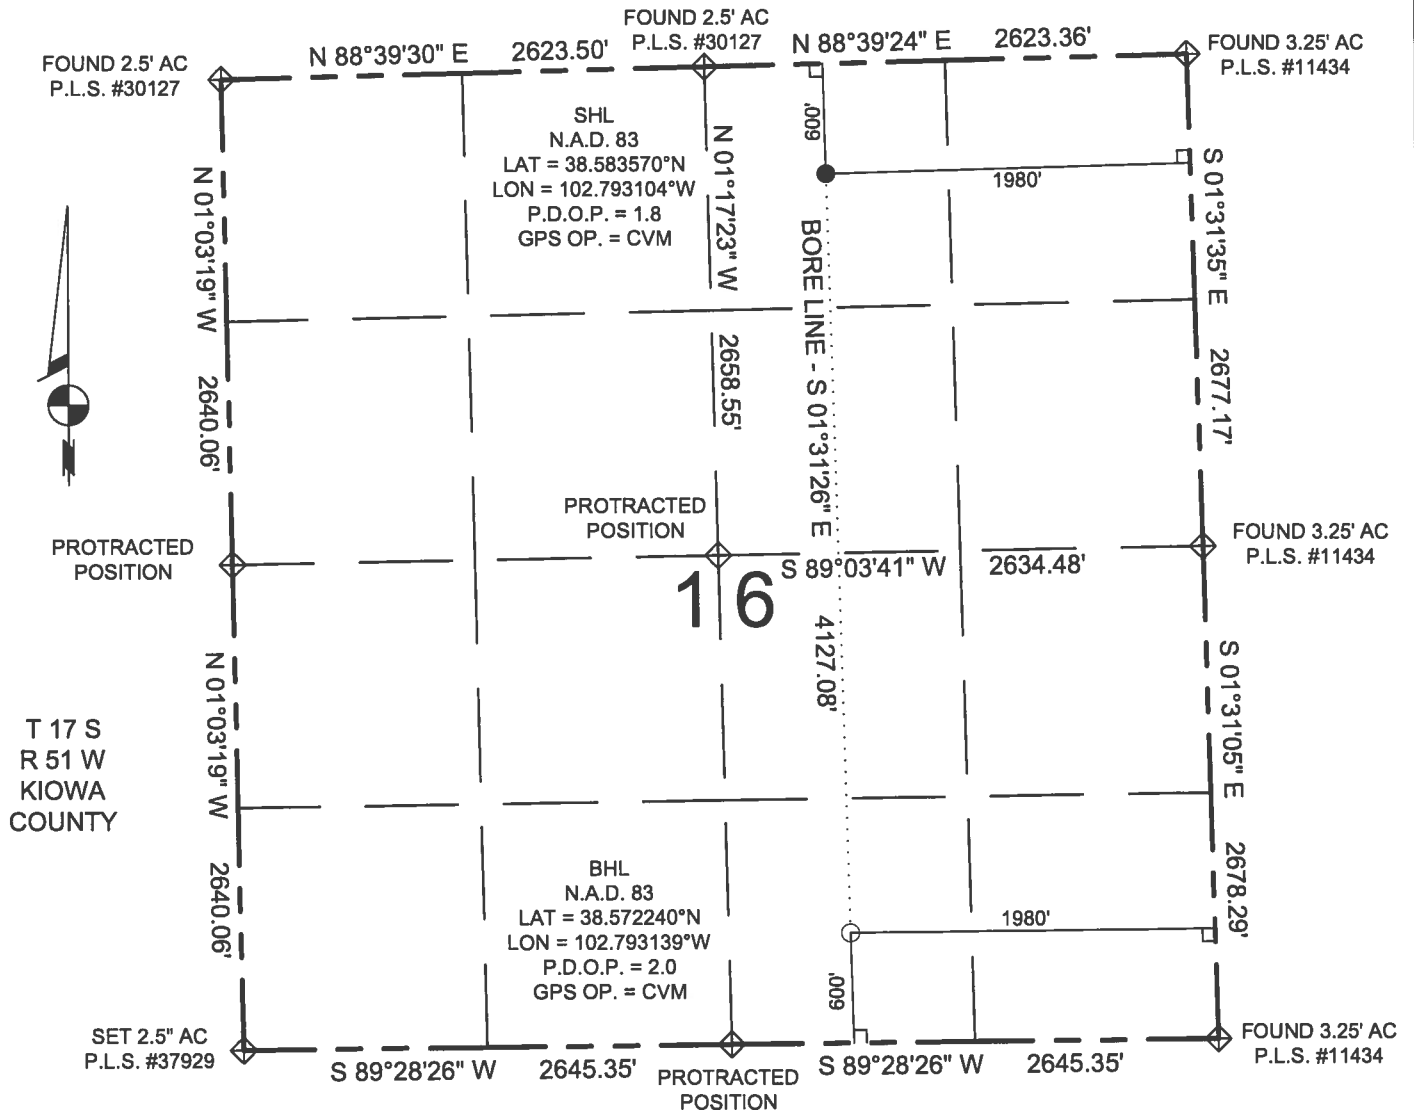 FOUND 2.5' AC
P.L.S. #30127
N 88°39'30" E
2623.50'
FOUND 2.5' AC
P.L.S. #30127
N 88°39'24" E
2623.36'
FOUND 3.25' AC
P.L.S. #11434
SHL
N.A.D. 83
LAT = 38.583570°N
LON = 102.793104°W
P.D.O.P. = 1.8
GPS OP. = CVM
N 01°17'23" W
2658.55'
600'
1980'
N 01°03'19" W
2640.06'
S 01°31'35" E
2677.17'
BORE LINE - S 01°31'26" E
4127.08'
N
PROTRACTED
POSITION
PROTRACTED
POSITION
S 89°03'41" W
2634.48'
FOUND 3.25' AC
P.L.S. #11434
16
T 17 S
R 51 W
KIOWA
COUNTY
N 01°03'19" W
2640.06'
S 01°31'05" E
2678.29'
BHL
N.A.D. 83
LAT = 38.572240°N
LON = 102.793139°W
P.D.O.P. = 2.0
GPS OP. = CVM
1980'
600'
SET 2.5" AC
P.L.S. #37929
S 89°28'26" W
2645.35'
PROTRACTED
POSITION
S 89°28'26" W
2645.35'
FOUND 3.25' AC
P.L.S. #11434